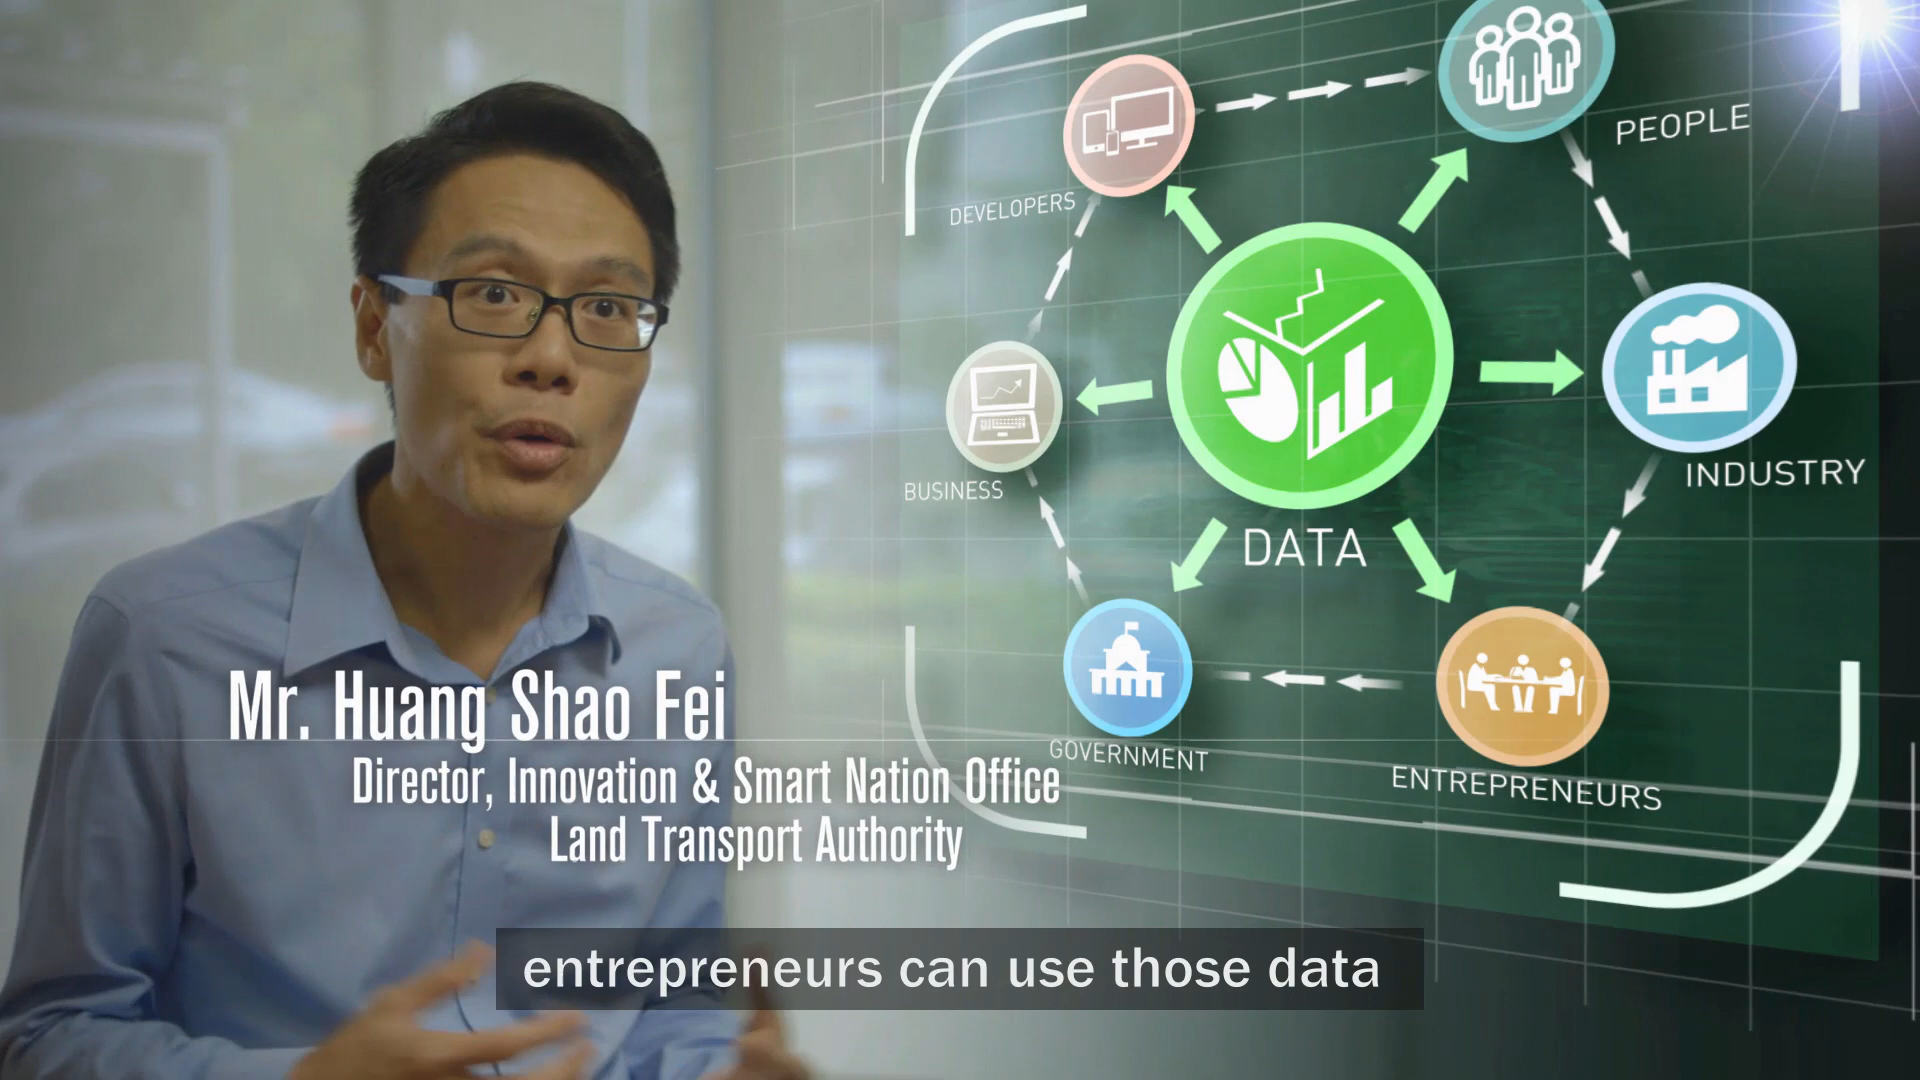 PEOPLE
DEVELOPERS
INDUSTRY
BUSINESS
DATA
GOVERNMENT
ENTREPRENEURS
Mr. Huang Shao Fei
Director, Innovation & Smart Nation Office
Land Transport Authority
entrepreneurs can use those data